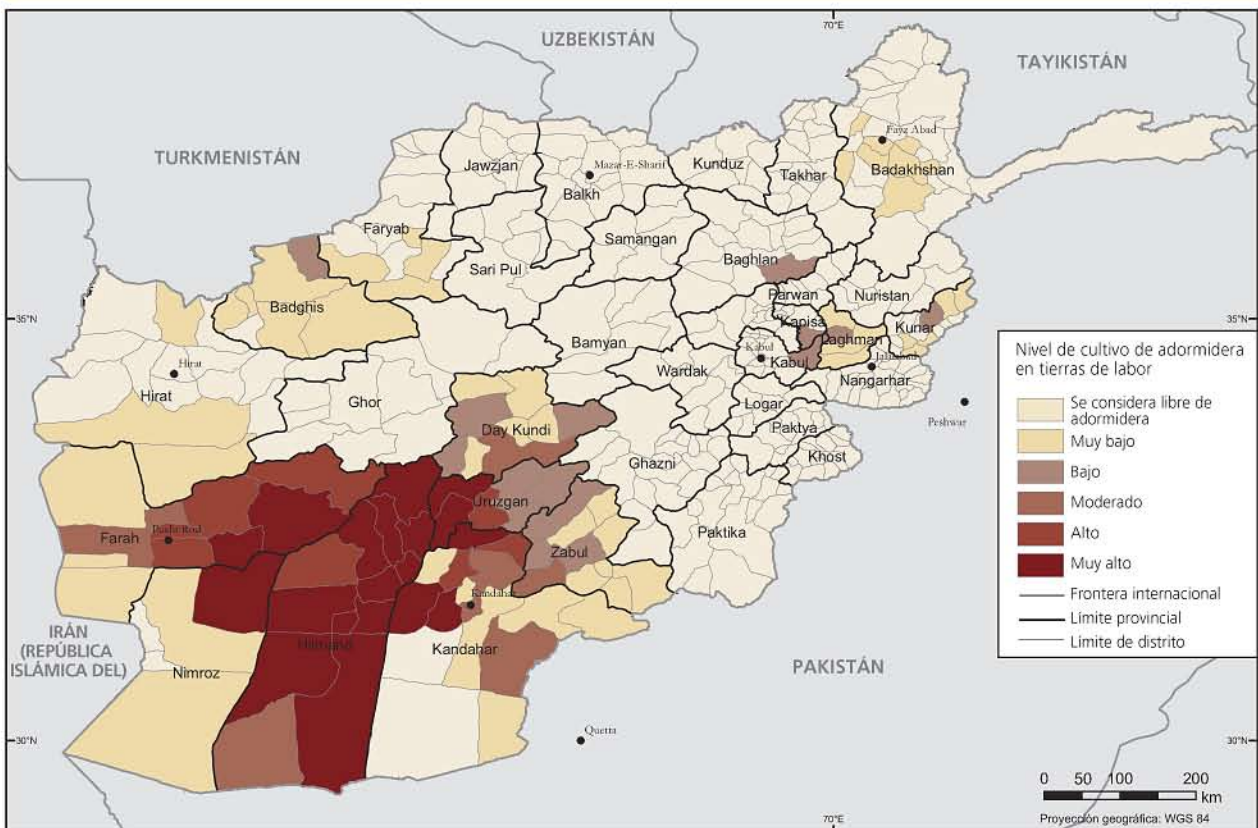 70°E
UZBEKISTÁN
TAYIKISTÁN
TURKMENISTÁN
Fayz Abad
Jawzjan
Mazar-E-Sharif
Kunduz
Takhar
Badakhshan
Balkh
Faryab
Samangan
Baghlan
Sari Pul
Parwan
Nuristan
Badghis
35°N
Kapisa
Kunar
35°N
Laghman
Bamyan
Kabul
Kabul
Jalalabad
Hirat
Wardak
Nangarhar
Hirat
Ghor
Logar
Peshwar
Day Kundi
Paktya
Khost
Ghazni
Uruzgan
Paktika
Farah
Zabul
Kandahar
Hilmand
Kandahar
Nimroz
IRÁN
(REPÚBLICA
ISLÁMICA DEL)
PAKISTÁN
Quetta
30°N
30°N
70°E
Nivel de cultivo de adormidera
en tierras de labor
Se considera libre de
adormidera
Muy bajo
Bajo
Moderado
Alto
Muy alto
Frontera internacional
Límite provincial
Límite de distrito
0 50 100 200
km
Proyección geográfica: WGS 84